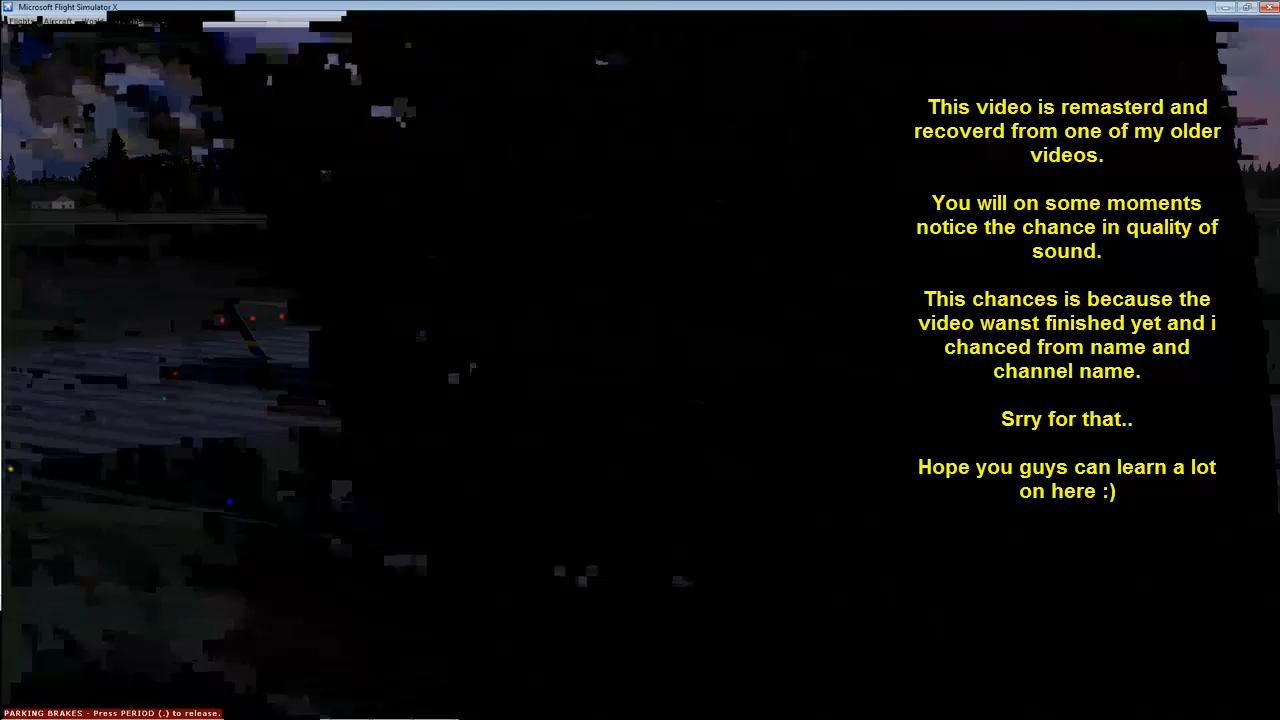 Microsoft Flight Simulator X
Flights Aircraft World
This video is remasterd and
recoverd from one of my older
videos.
You will on some moments
notice the chance in quality of
sound.
This chances is because the
video wanst finished yet and i
chanced from name and
channel name.
Srry for that..
Hope you guys can learn a lot
on here :)
PARKING BRAKES - Press PERIOD (.) to release.